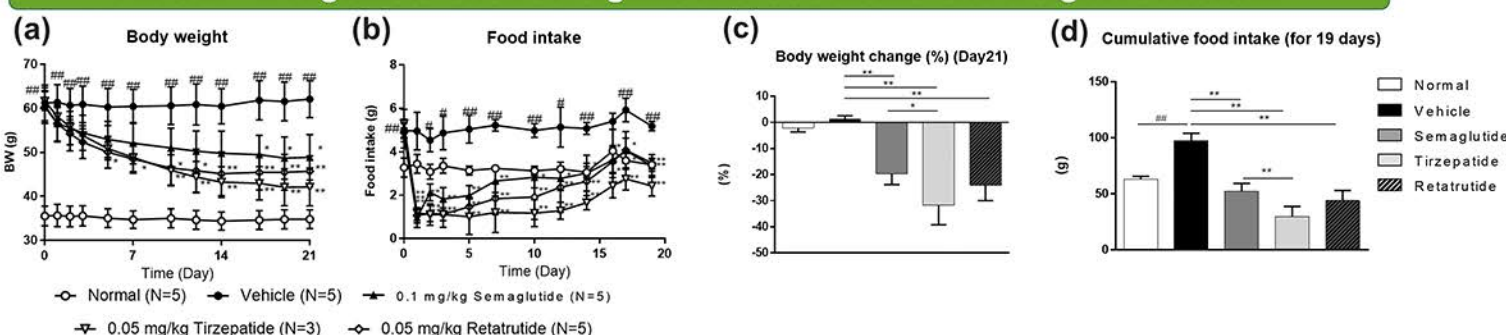 (a)
Body weight
BW (g)
70
60
50
40
30
0 7 14 21
Time (Day)
## ## ## ## ## ## ## ## ## ## ## ##
(b)
Food intake
Food intake (g)
8
6
4
2
0
0 5 10 15 20
Time (Day)
## # # ## ## ## # ## ## ##
Normal (N=5) Vehicle (N=5) 0.1 mg/kg Semaglutide (N=5)
0.05 mg/kg Tirzepatide (N=3) 0.05 mg/kg Retatrutide (N=5)
(c)
Body weight change (%) (Day21)
(%)
10
0
-10
-20
-30
-40
-50
**
**
**
*
(d)
Cumulative food intake (for 19 days)
(g)
150
100
50
0
**
**
## **
**
Normal
Vehicle
Semaglutide
Tirzepatide
Retatrutide